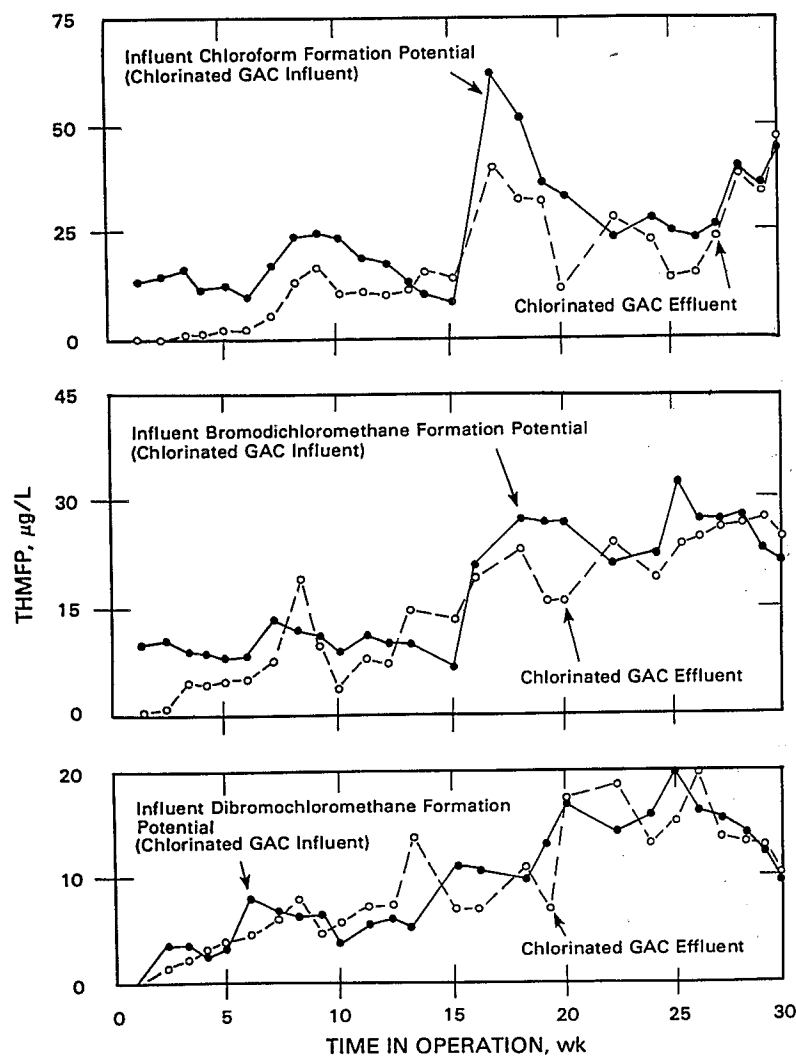 75
Influent Chloroform Formation Potential
(Chlorinated GAC Influent)
50
25
Chlorinated GAC Effluent
0
45
Influent Bromodichloromethane Formation Potential
(Chlorinated GAC Influent)
30
THMFP, µg/L
15
Chlorinated GAC Effluent
0
20
Influent Dibromochloromethane Formation
Potential
(Chlorinated GAC Influent)
10
Chlorinated GAC Effluent
0
0 5 10 15 20 25 30
TIME IN OPERATION, wk